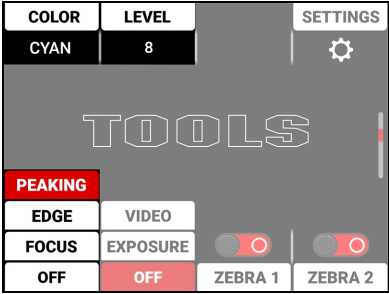 COLOR LEVEL SETTINGS
CYAN 8
TOOLS
PEAKING
EDGE VIDEO
FOCUS EXPOSURE
OFF OFF ZEBRA 1 ZEBRA 2